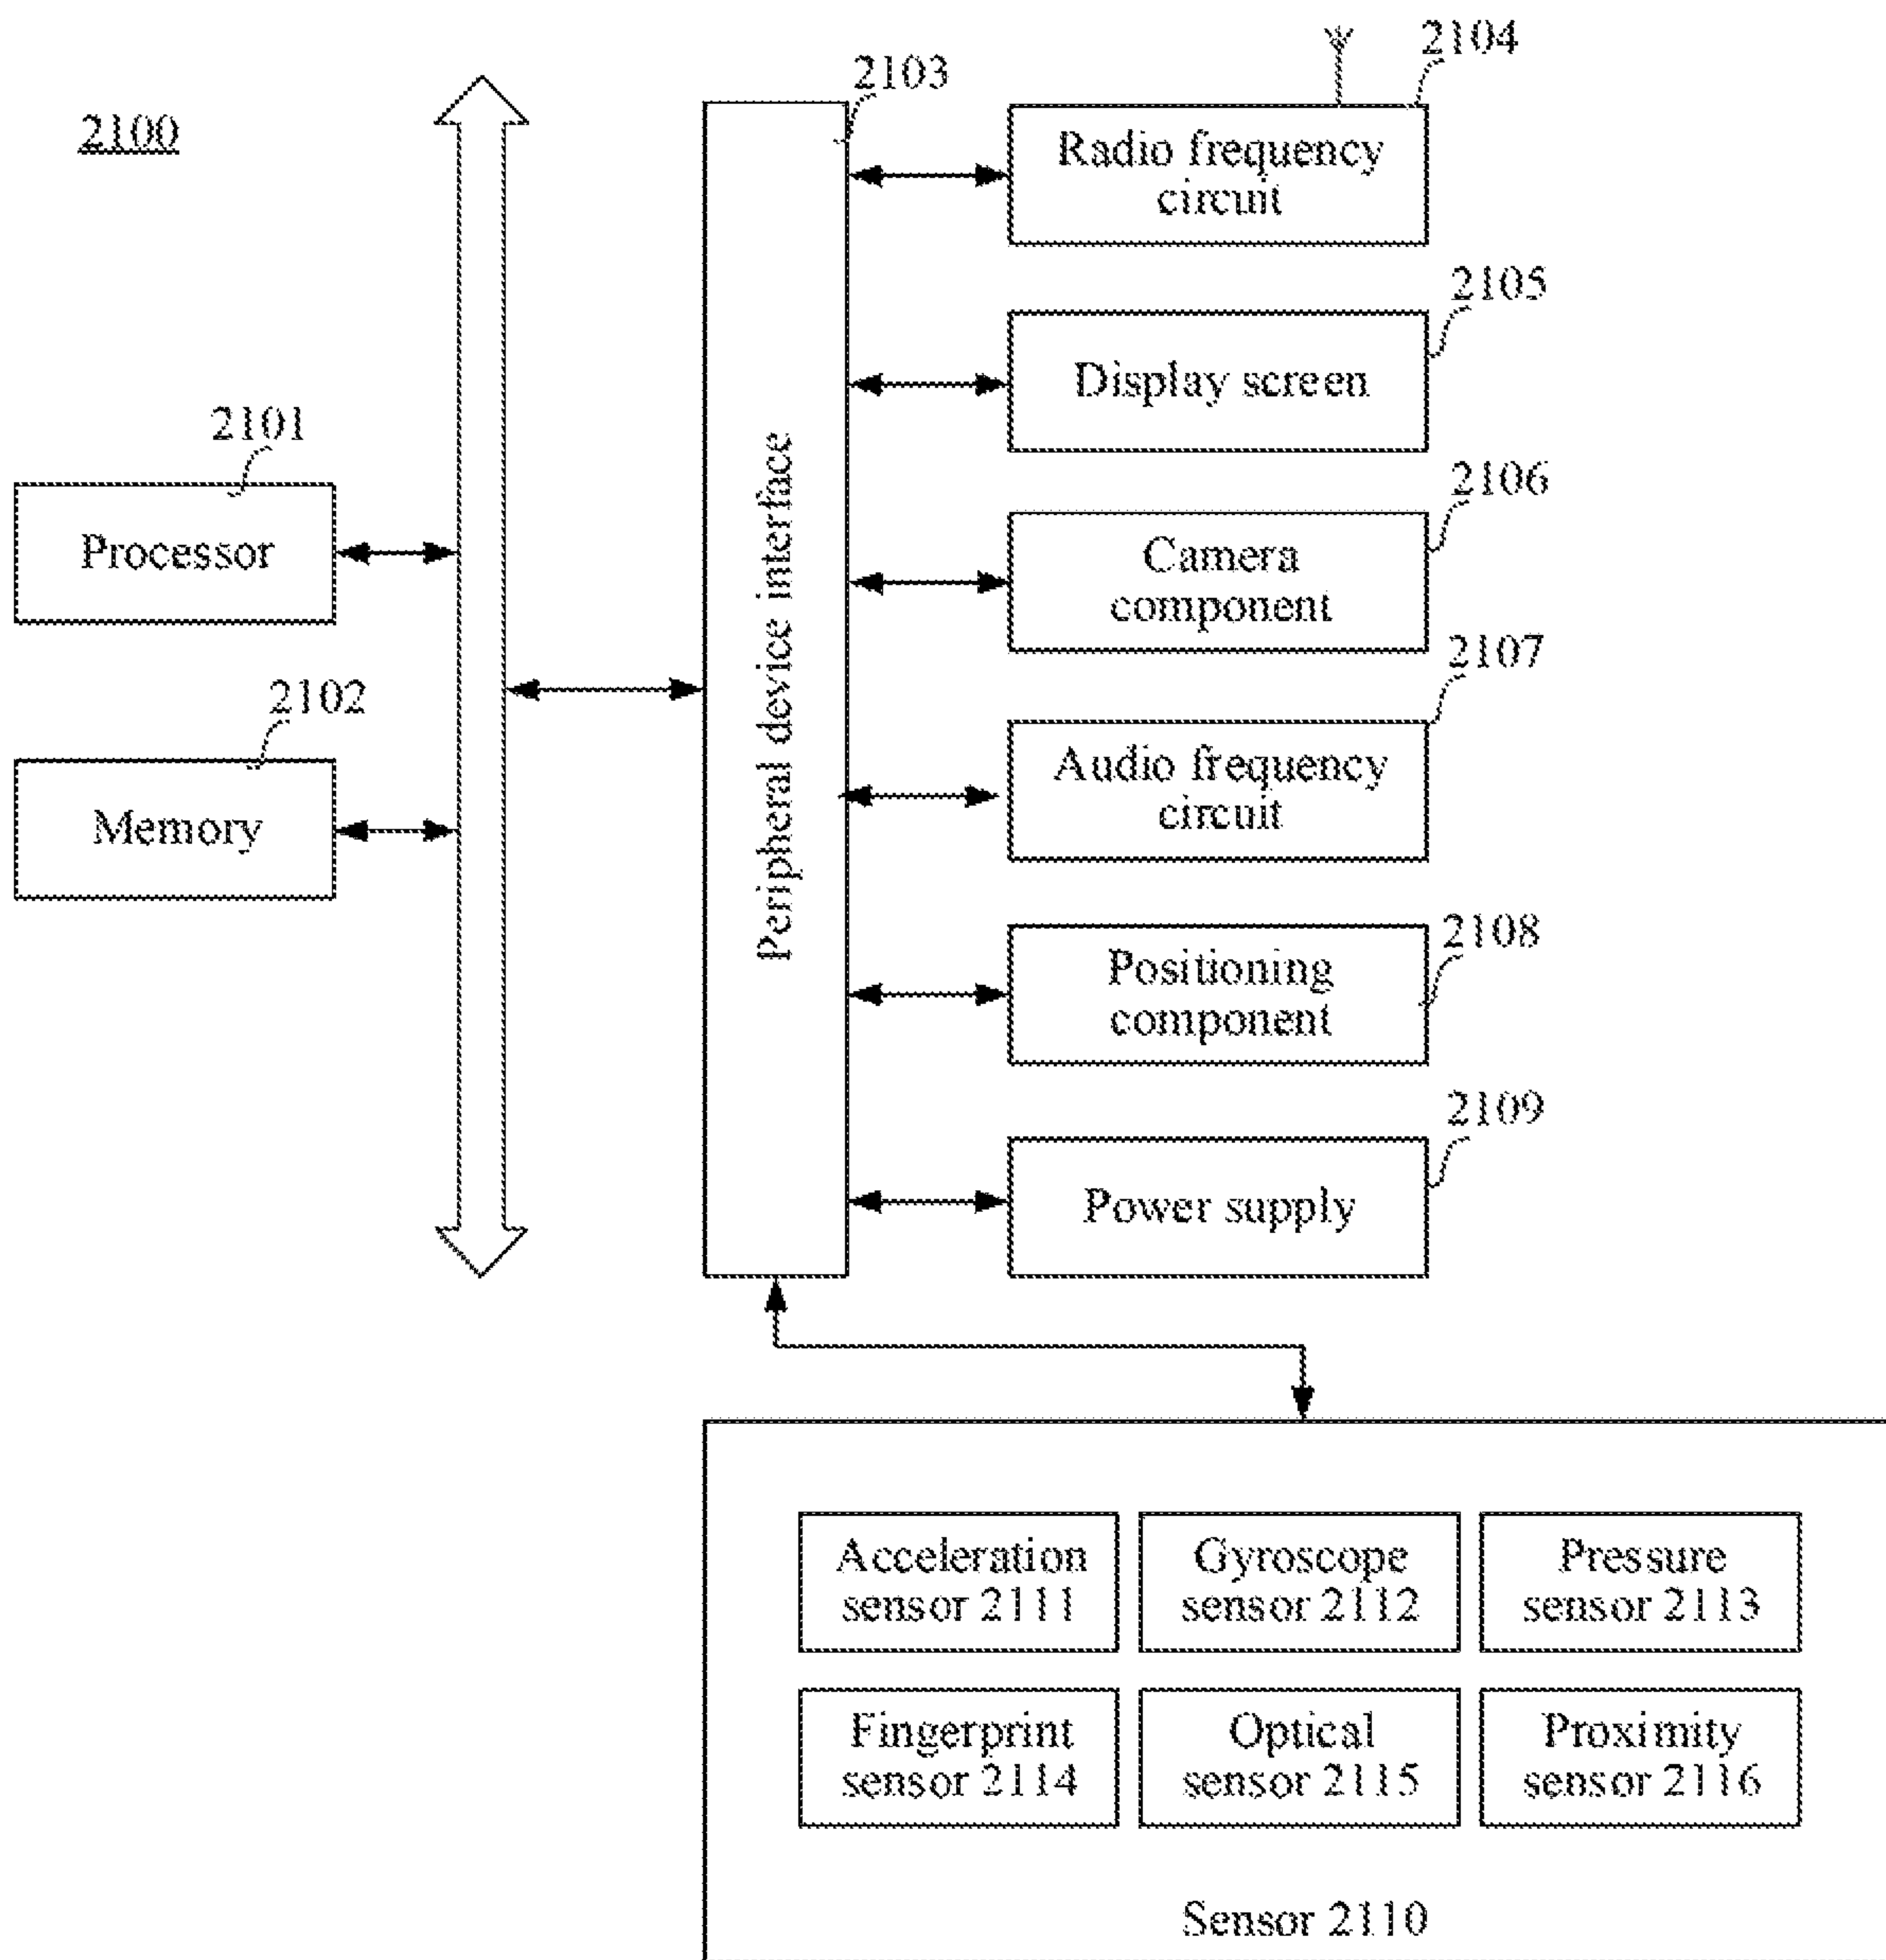 2100
2101
Processor
2102
Memory
2103
Peripheral device interface
2104
Radio frequency
circuit
2105
Display screen
2106
Camera
component
2107
Audio frequency
circuit
2108
Positioning
component
2109
Power supply
Acceleration
sensor 2111
Gyroscope
sensor 2112
Pressure
sensor 2113
Fingerprint
sensor 2114
Optical
sensor 2115
Proximity
sensor 2116
Sensor 2110